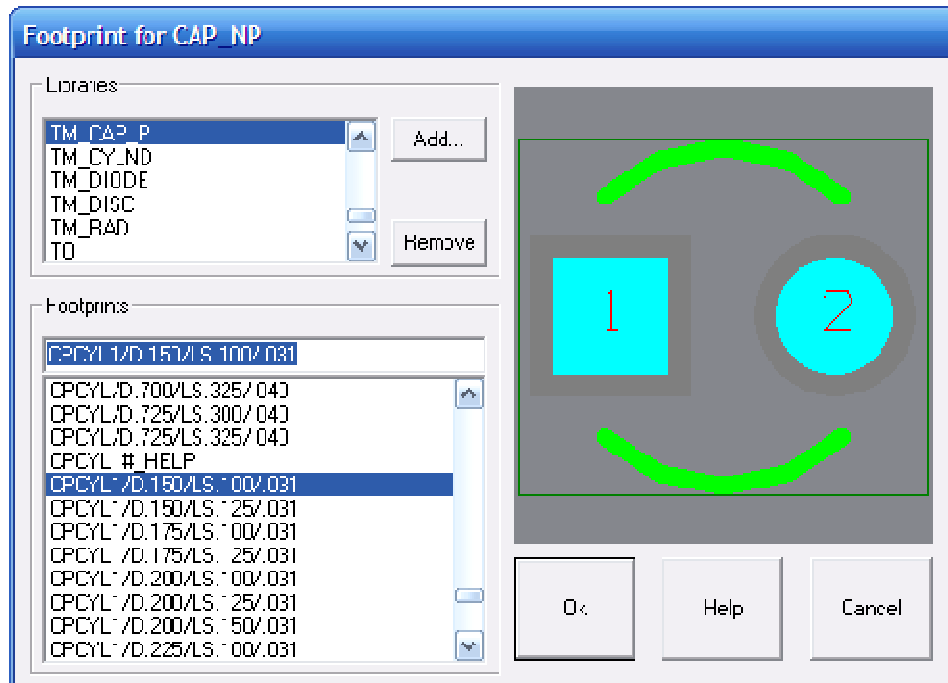 Footprint for CAP_NP
Libraries
TM_CAP_P
TM_CYLND
TM_DIODE
TM_DISC
TM_RAD
TO
Add...
Remove
Footprints
CPCYL1/D.150/LS.100/.031
CPCYL/D.700/LS.325/.040
CPCYL/D.725/LS.300/.040
CPCYL/D.725/LS.325/.040
CPCYL1#_HELP
CPCYL1/D.150/LS.100/.031
CPCYL1/D.150/LS.125/.031
CPCYL1/D.175/LS.100/.031
CPCYL1/D.175/LS.125/.031
CPCYL1/D.200/LS.100/.031
CPCYL1/D.200/LS.125/.031
CPCYL1/D.200/LS.150/.031
CPCYL1/D.225/LS.100/.031
1
2
Ok
Help
Cancel